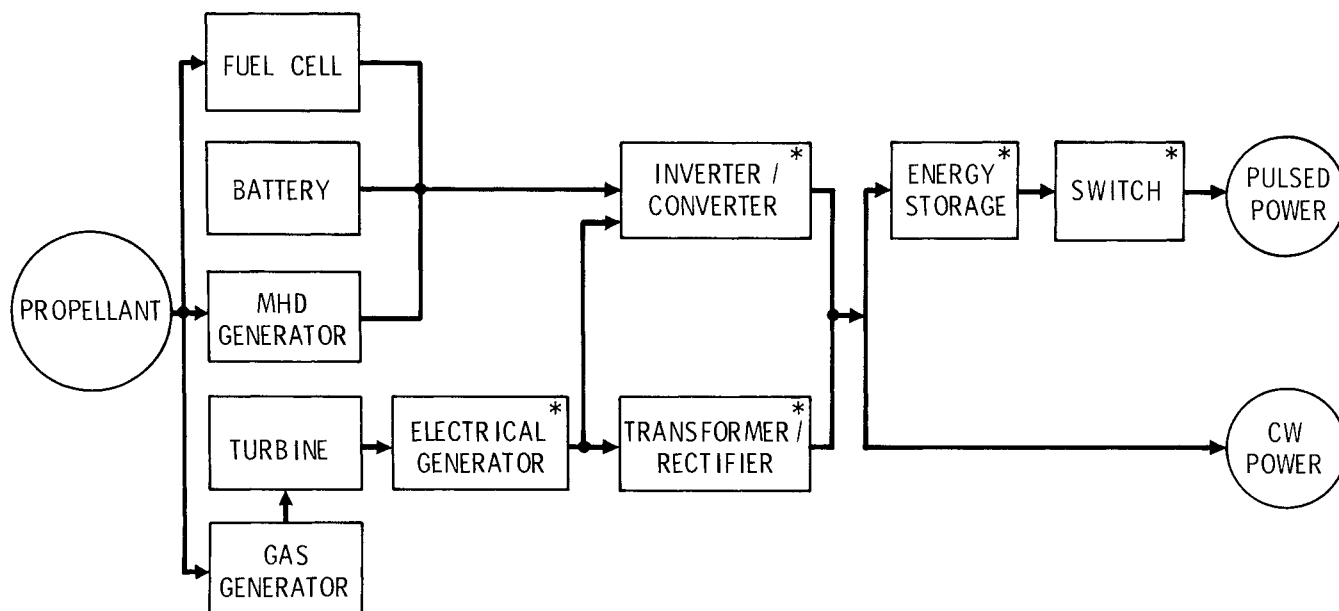 FUEL CELL
BATTERY
PROPELLANT
MHD
GENERATOR
TURBINE
GAS
GENERATOR
*
ELECTRICAL
GENERATOR
*
INVERTER /
CONVERTER
*
TRANSFORMER /
RECTIFIER
*
ENERGY
STORAGE
*
SWITCH
PULSED
POWER
CW
POWER